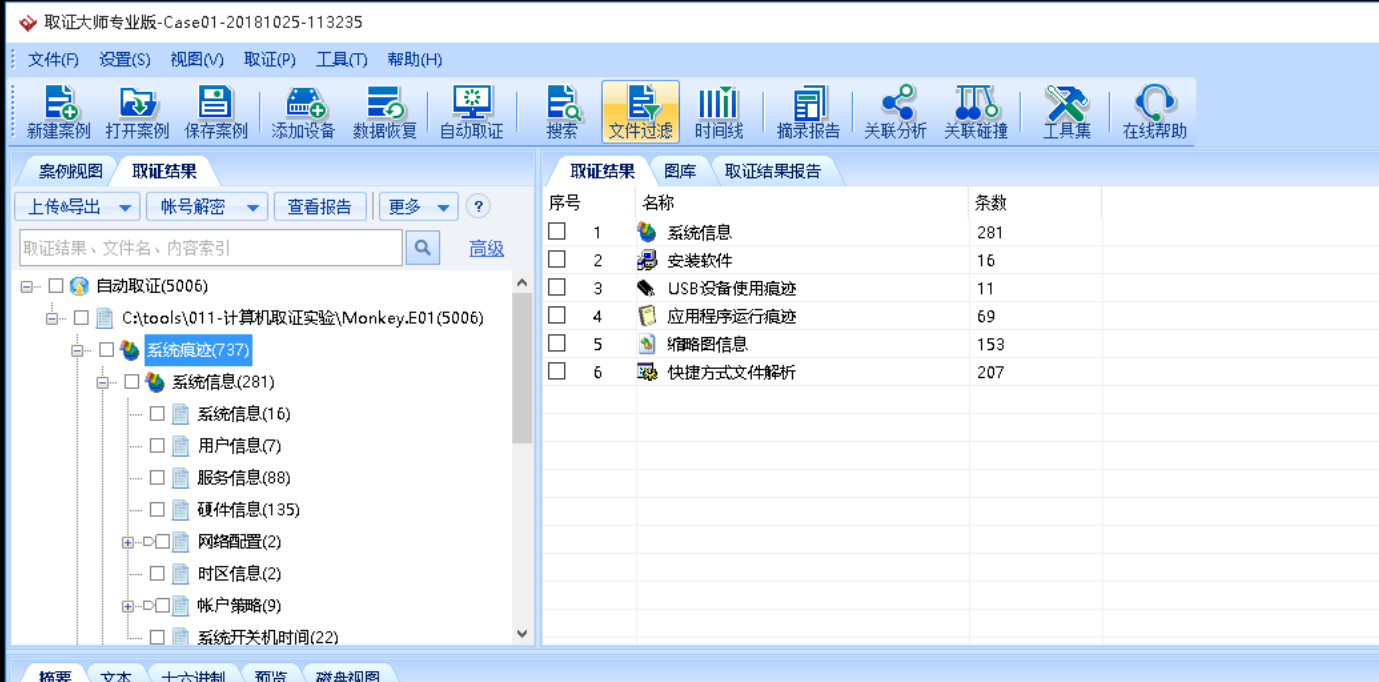 取证大师专业版-Case01-20181025-113235
文件(F) 设置(S) 视图(V) 取证(P) 工具(T) 帮助(H)
新建案例 打开案例 保存案例 添加设备 数据恢复 自动取证 搜索 文件过滤 时间线 摘录报告 关联分析 关联碰撞 工具集 在线帮助
案例视图 取证结果
上传&导出 帐号解密 查看报告 更多 ?
取证结果、文件名、内容索引 高级
自动取证(5006)
C:\tools\011-计算机取证实验\Monkey.E01(5006)
系统痕迹(737)
系统信息(281)
系统信息(16)
用户信息(7)
服务信息(88)
硬件信息(135)
网络配置(2)
时区信息(2)
帐户策略(9)
系统开关机时间(22)
取证结果 图库 取证结果报告
序号 名称 条数
1 系统信息 281
2 安装软件 16
3 USB设备使用痕迹 11
4 应用程序运行痕迹 69
5 缩略图信息 153
6 快捷方式文件解析 207
摘要 文本 十六进制 预览 磁盘视图